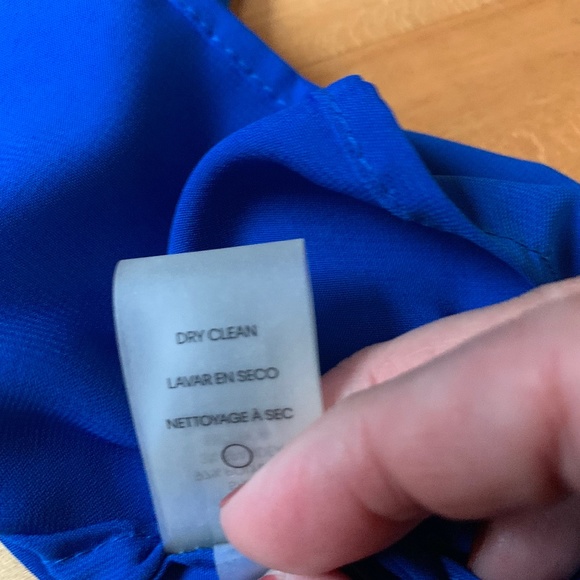 DRY CLEAN
LAVAR EN SECO
NETTOYAGE À SEC